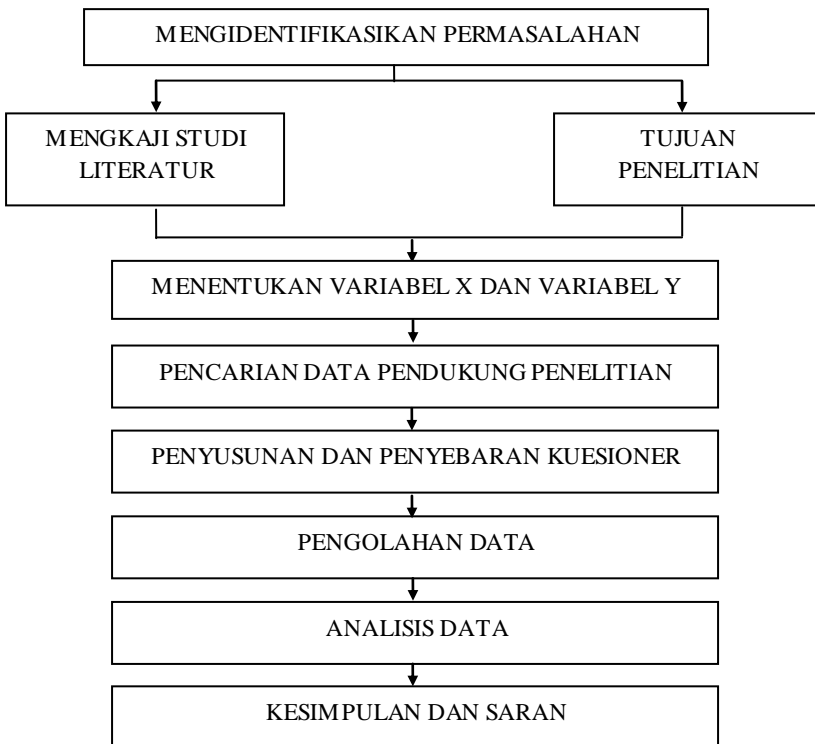 MENGIDENTIFIKASIKAN PERMASALAHAN
MENGKAJI STUDI
LITERATUR
TUJUAN
PENELITIAN
MENENTUKAN VARIABEL X DAN VARIABEL Y
PENCARIAN DATA PENDUKUNG PENELITIAN
PENYUSUNAN DAN PENYEBARAN KUESIONER
PENGOLAHAN DATA
ANALISIS DATA
KESIMPULAN DAN SARAN